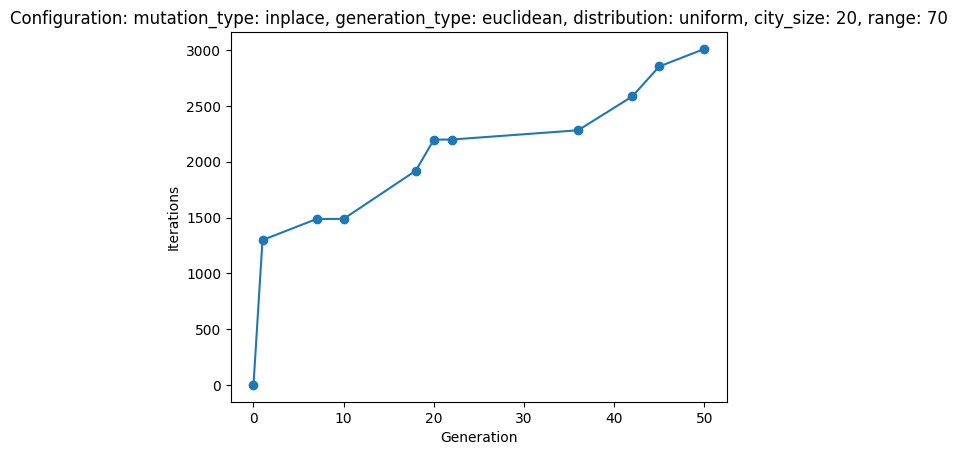 Configuration: mutation_type: inplace, generation_type: euclidean, distribution: uniform, city_size: 20, range: 70
3000
2500
2000
1500
1000
500
0
Iterations
0 10 20 30 40 50
Generation